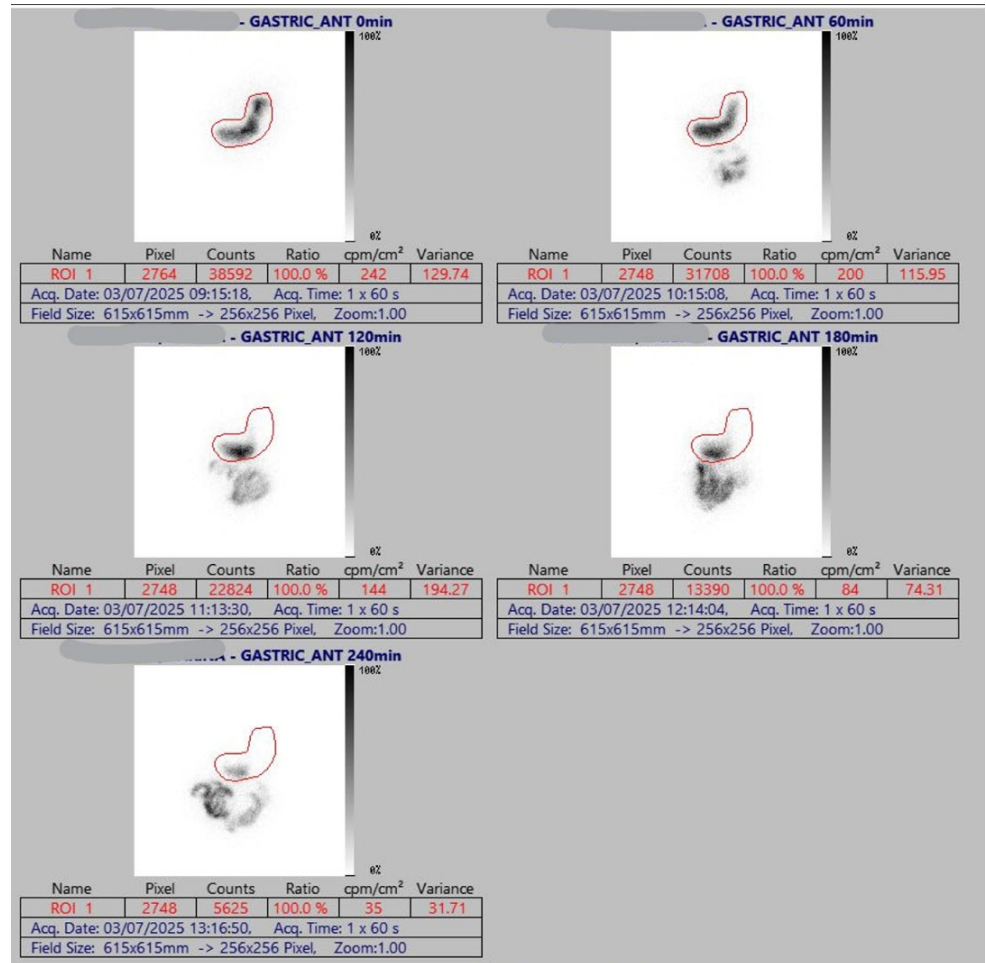 - GASTRIC_ANT 0min
100%
0%
Name Pixel Counts Ratio cpm/cm² Variance
ROI 1 2764 38592 100.0 % 242 129.74
Acq. Date: 03/07/2025 09:15:18, Acq. Time: 1 x 60 s
Field Size: 615x615mm -> 256x256 Pixel, Zoom:1.00
- GASTRIC_ANT 60min
100%
0%
Name Pixel Counts Ratio cpm/cm² Variance
ROI 1 2748 31708 100.0 % 200 115.95
Acq. Date: 03/07/2025 10:15:08, Acq. Time: 1 x 60 s
Field Size: 615x615mm -> 256x256 Pixel, Zoom:1.00
- GASTRIC_ANT 120min
100%
0%
Name Pixel Counts Ratio cpm/cm² Variance
ROI 1 2748 22824 100.0 % 144 194.27
Acq. Date: 03/07/2025 11:13:30, Acq. Time: 1 x 60 s
Field Size: 615x615mm -> 256x256 Pixel, Zoom:1.00
- GASTRIC_ANT 180min
100%
0%
Name Pixel Counts Ratio cpm/cm² Variance
ROI 1 2748 13390 100.0 % 84 74.31
Acq. Date: 03/07/2025 12:14:04, Acq. Time: 1 x 60 s
Field Size: 615x615mm -> 256x256 Pixel, Zoom:1.00
- GASTRIC_ANT 240min
100%
0%
Name Pixel Counts Ratio cpm/cm² Variance
ROI 1 2748 5625 100.0 % 35 31.71
Acq. Date: 03/07/2025 13:16:50, Acq. Time: 1 x 60 s
Field Size: 615x615mm -> 256x256 Pixel, Zoom:1.00